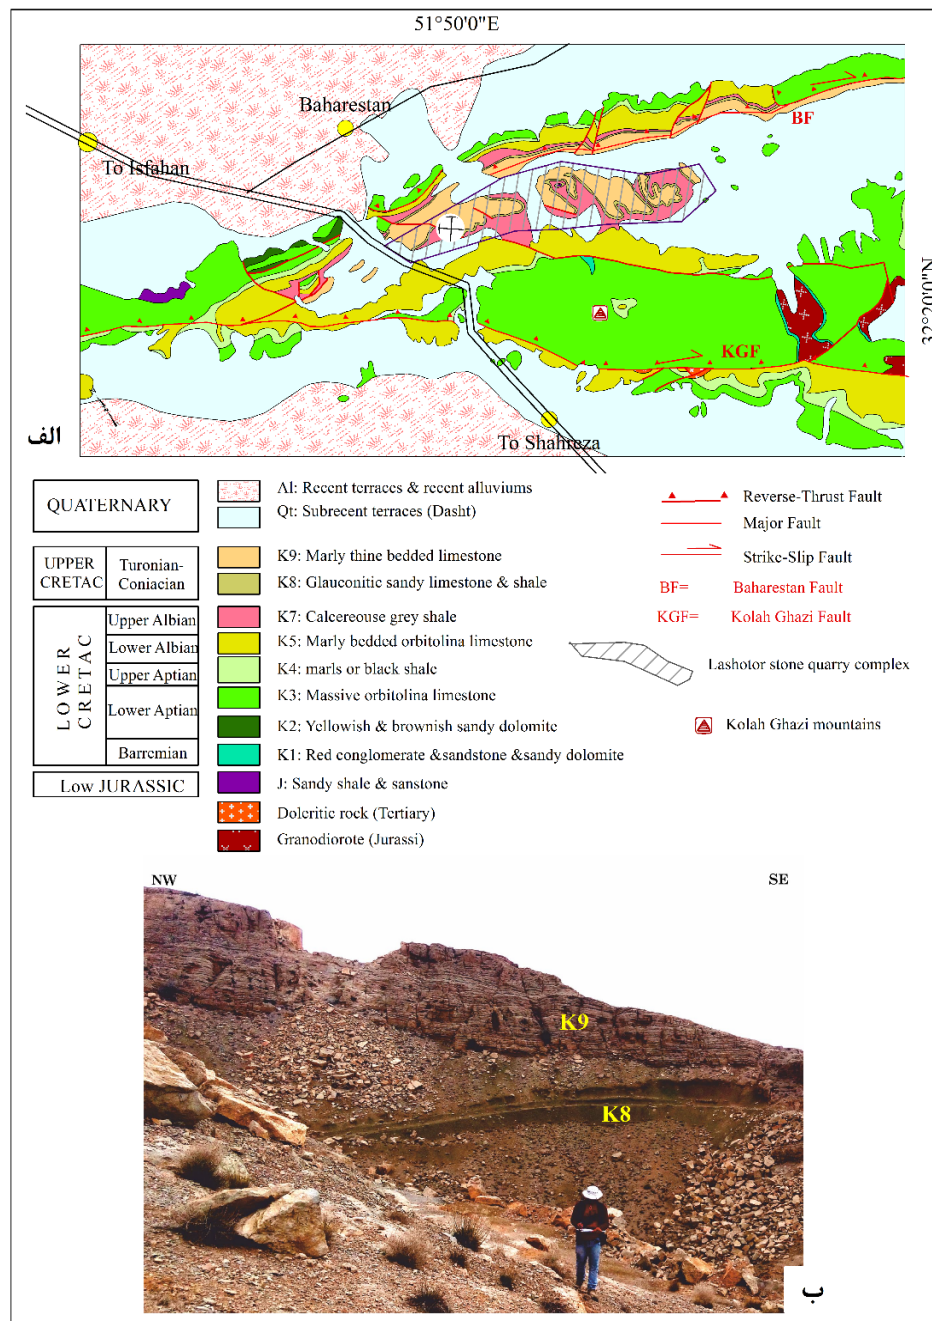 51°50'0"E
Baharestan
BF
To Isfahan
32°20'0"N
KGF
To Shahreza
الف
QUATERNARY
Al: Recent terraces & recent alluviums
Qt: Subrecent terraces (Dasht)
UPPER CRETAC
Turonian-Coniacian
K9: Marly thine bedded limestone
K8: Glauconitic sandy limestone & shale
LOWER CRETAC
Upper Albian
Lower Albian
Upper Aptian
Lower Aptian
Barremian
K7: Calcereouse grey shale
K5: Marly bedded orbitolina limestone
K4: marls or black shale
K3: Massive orbitolina limestone
K2: Yellowish & brownish sandy dolomite
K1: Red conglomerate &sandstone &sandy dolomite
Low JURASSIC
J: Sandy shale & sanstone
Doleritic rock (Tertiary)
Granodiorote (Jurassi)
Reverse-Thrust Fault
Major Fault
Strike-Slip Fault
BF= Baharestan Fault
KGF= Kolah Ghazi Fault
Lashotor stone quarry complex
Kolah Ghazi mountains
NW
SE
K9
K8
ب